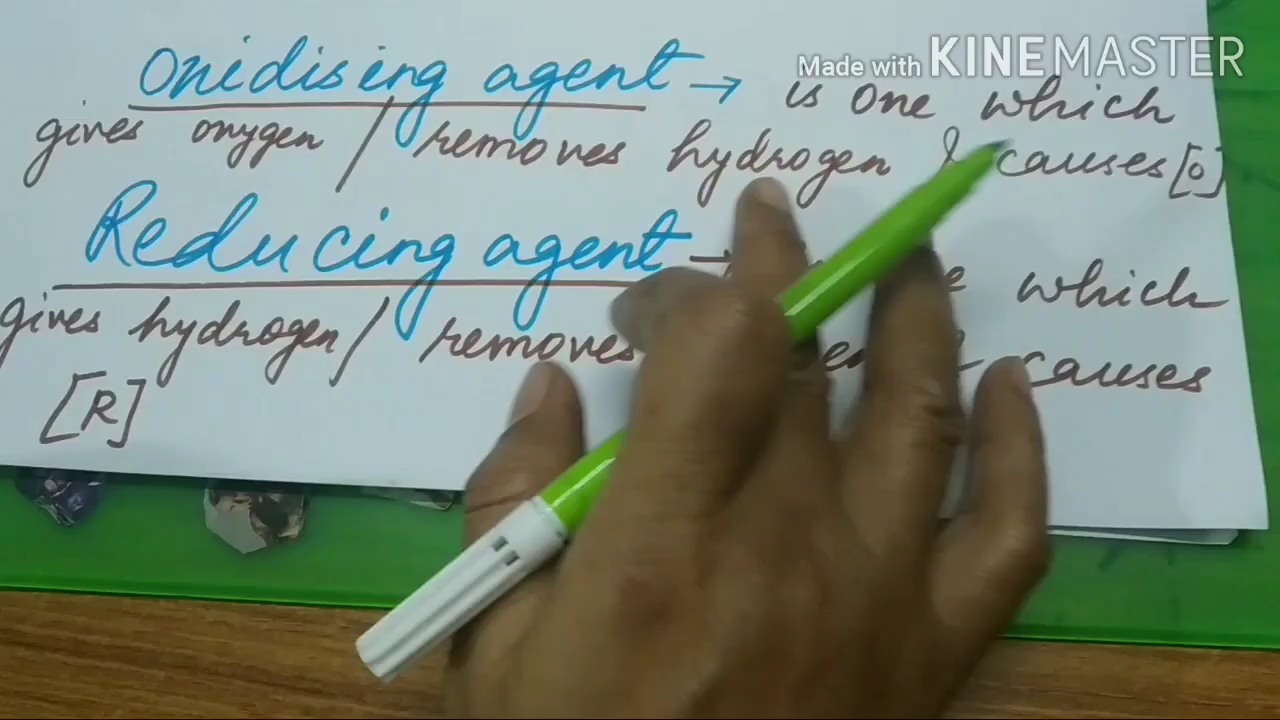 Made with KINEMASTER
Oxidising agent → is one which
gives oxygen / removes hydrogen & causes [O]
Reducing agent → which
gives hydrogen / removes & causes
[R]